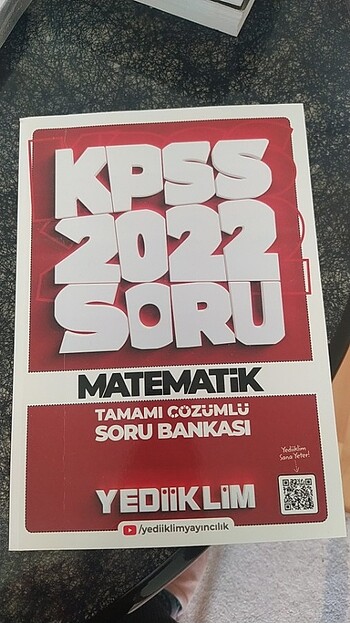 KPSS
2022
SORU
MATEMATİK
TAMAMI ÇÖZÜMLÜ
SORU BANKASI
Yediiklim
Sana Yeter!
YEDİİKLİM
/yediiklimyayıncılık